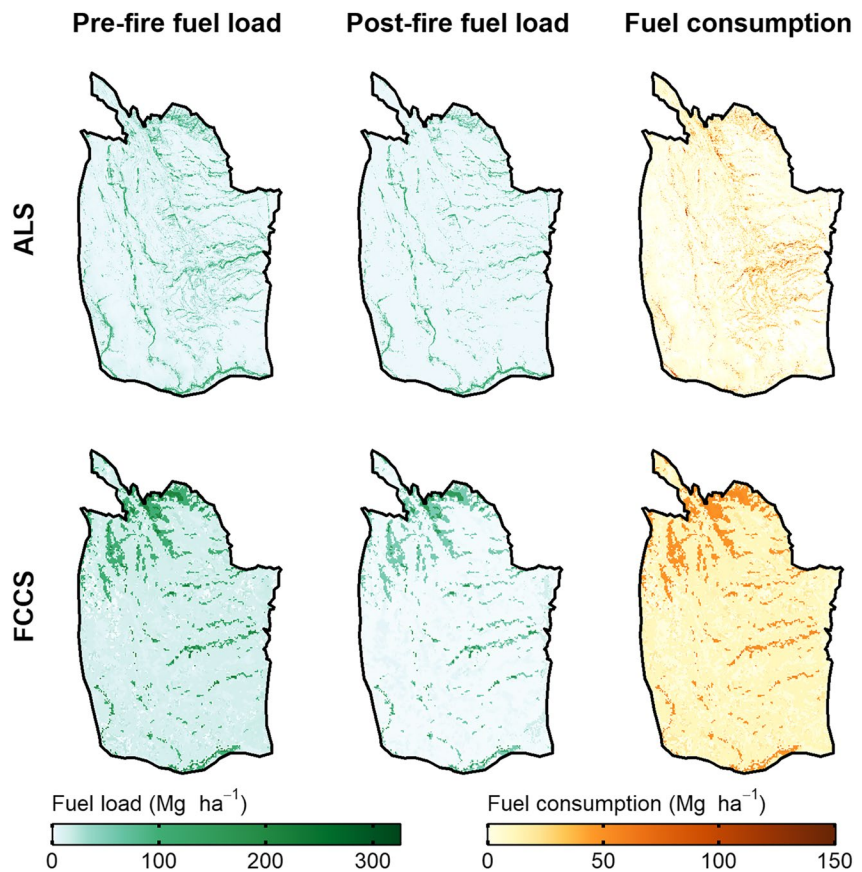 Pre-fire fuel load Post-fire fuel load Fuel consumption
ALS
FCCS
Fuel load (Mg ha⁻¹) Fuel consumption (Mg ha⁻¹)
0 100 200 300 0 50 100 150